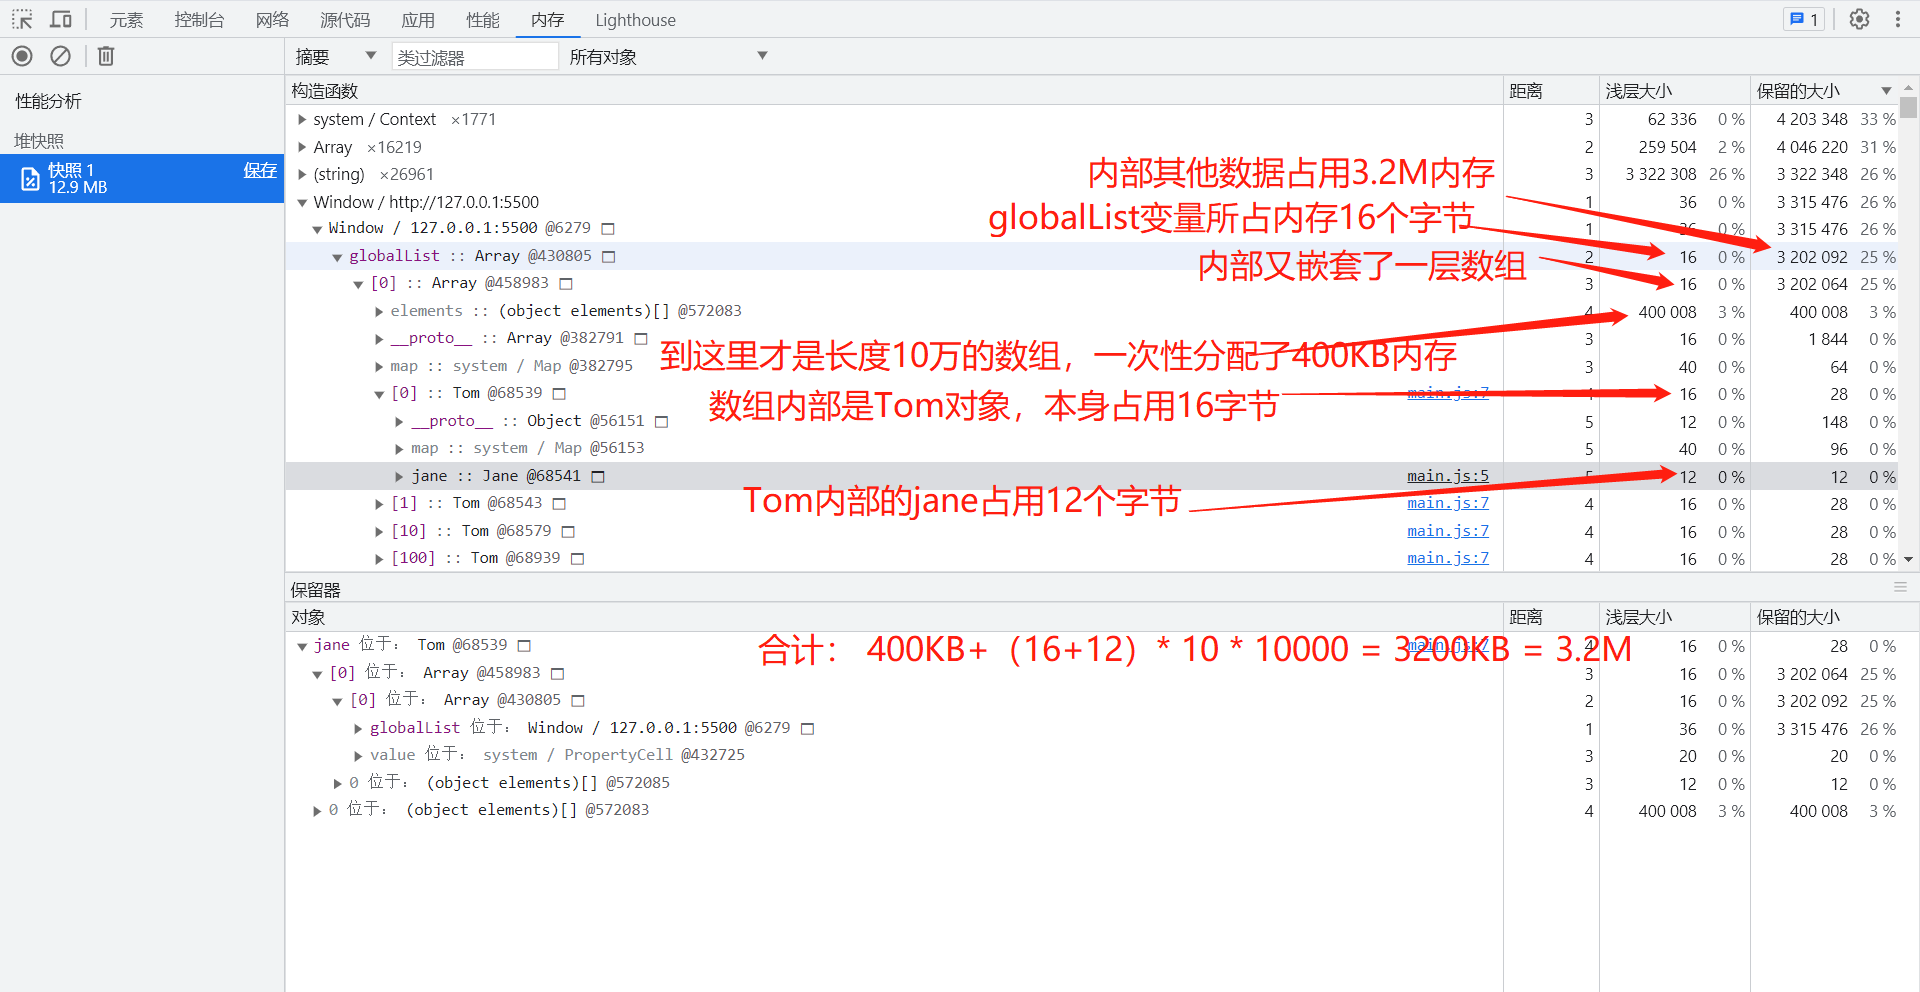 元素 控制台 网络 源代码 应用 性能 内存 Lighthouse 1
摘要 类过滤器 所有对象
性能分析
堆快照
快照 1 保存
12.9 MB
构造函数 距离 浅层大小 保留的大小
system / Context ×1771 3 62 336 0 % 4 203 348 33 %
Array ×16219 2 259 504 2 % 4 046 220 31 %
(string) ×26961 3 3 322 308 26 % 3 322 348 26 %
内部其他数据占用3.2M内存
Window / http://127.0.0.1:5500 1 36 0 % 3 315 476 26 %
globalList变量所占内存16个字节
Window / 127.0.0.1:5500 @6279 1 36 0 % 3 315 476 26 %
globalList :: Array @430805 2 16 0 % 3 202 092 25 %
内部又嵌套了一层数组
[0] :: Array @458983 3 16 0 % 3 202 064 25 %
elements :: (object elements)[] @572083 4 400 008 3 % 400 008 3 %
__proto__ :: Array @382791 3 16 0 % 1 844 0 %
到这里才是长度10万的数组，一次性分配了400KB内存
map :: system / Map @382795 3 40 0 % 64 0 %
[0] :: Tom @68539 main.js:7 4 16 0 % 28 0 %
数组内部是Tom对象，本身占用16字节
__proto__ :: Object @56151 5 12 0 % 148 0 %
map :: system / Map @56153 5 40 0 % 96 0 %
jane :: Jane @68541 main.js:5 5 12 0 % 12 0 %
Tom内部的jane占用12个字节
[1] :: Tom @68543 main.js:7 4 16 0 % 28 0 %
[10] :: Tom @68579 main.js:7 4 16 0 % 28 0 %
[100] :: Tom @68939 main.js:7 4 16 0 % 28 0 %
保留器
对象 距离 浅层大小 保留的大小
jane 位于： Tom @68539 main.js:7 4 16 0 % 28 0 %
合计： 400KB+（16+12）* 10 * 10000 = 3200KB = 3.2M
[0] 位于： Array @458983 3 16 0 % 3 202 064 25 %
[0] 位于： Array @430805 2 16 0 % 3 202 092 25 %
globalList 位于： Window / 127.0.0.1:5500 @6279 1 36 0 % 3 315 476 26 %
value 位于： system / PropertyCell @432725 3 20 0 % 20 0 %
0 位于： (object elements)[] @572085 3 12 0 % 12 0 %
0 位于： (object elements)[] @572083 4 400 008 3 % 400 008 3 %